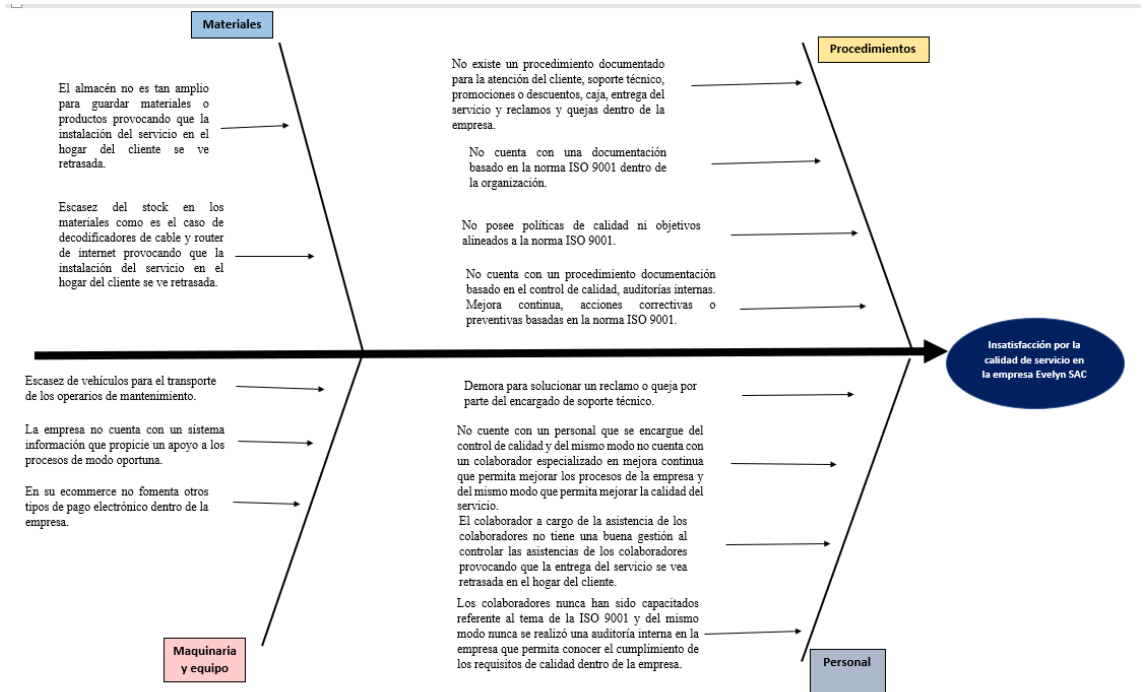 Materiales
El almacén no es tan amplio
para guardar materiales o
productos provocando que la
instalación del servicio en el
hogar del cliente se ve
retrasada.
Escasez del stock en los
materiales como es el caso de
decodificadores de cable y router
de internet provocando que la
instalación del servicio en el
hogar del cliente se ve retrasada.
Procedimientos
No existe un procedimiento documentado
para la atención del cliente, soporte técnico,
promociones o descuentos, caja, entrega del
servicio y reclamos y quejas dentro de la
empresa.
No cuenta con una documentación
basado en la norma ISO 9001 dentro de
la organización.
No posee políticas de calidad ni objetivos
alineados a la norma ISO 9001.
No cuenta con un procedimiento documentación
basado en el control de calidad, auditorías internas.
Mejora continua, acciones correctivas o
preventivas basadas en la norma ISO 9001.
Insatisfacción por la
calidad de servicio en
la empresa Evelyn SAC
Escasez de vehículos para el transporte
de los operarios de mantenimiento.
La empresa no cuenta con un sistema
información que propicie un apoyo a los
procesos de modo oportuna.
En su ecommerce no fomenta otros
tipos de pago electrónico dentro de la
empresa.
Maquinaria
y equipo
Demora para solucionar un reclamo o queja por
parte del encargado de soporte técnico.
No cuente con un personal que se encargue del
control de calidad y del mismo modo no cuenta con
un colaborador especializado en mejora continua
que permita mejorar los procesos de la empresa y
del mismo modo que permita mejorar la calidad del
servicio.
El colaborador a cargo de la asistencia de los
colaboradores no tiene una buena gestión al
controlar las asistencias de los colaboradores
provocando que la entrega del servicio se vea
retrasada en el hogar del cliente.
Los colaboradores nunca han sido capacitados
referente al tema de la ISO 9001 y del mismo
modo nunca se realizó una auditoría interna en la
empresa que permita conocer el cumplimiento de
los requisitos de calidad dentro de la empresa.
Personal